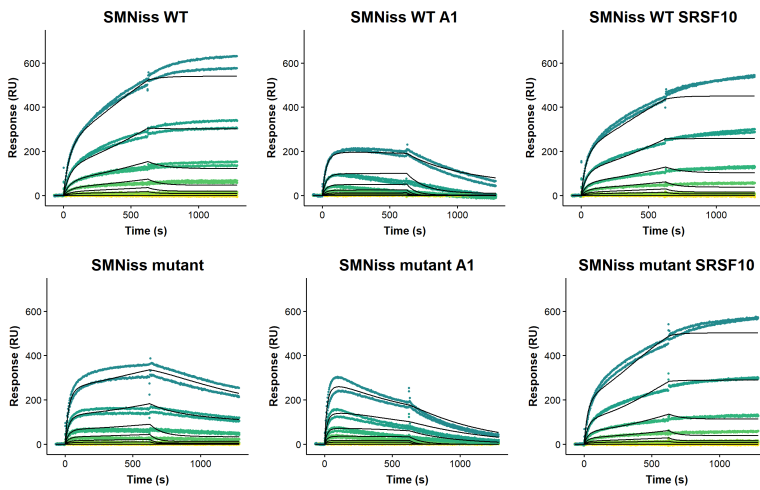 SMNiss WT
Response (RU)
600
400
200
0
0 500 1000
Time (s)
SMNiss WT A1
Response (RU)
600
400
200
0
0 500 1000
Time (s)
SMNiss WT SRSF10
Response (RU)
600
400
200
0
0 500 1000
Time (s)
SMNiss mutant
Response (RU)
600
400
200
0
0 500 1000
Time (s)
SMNiss mutant A1
Response (RU)
600
400
200
0
0 500 1000
Time (s)
SMNiss mutant SRSF10
Response (RU)
600
400
200
0
0 500 1000
Time (s)